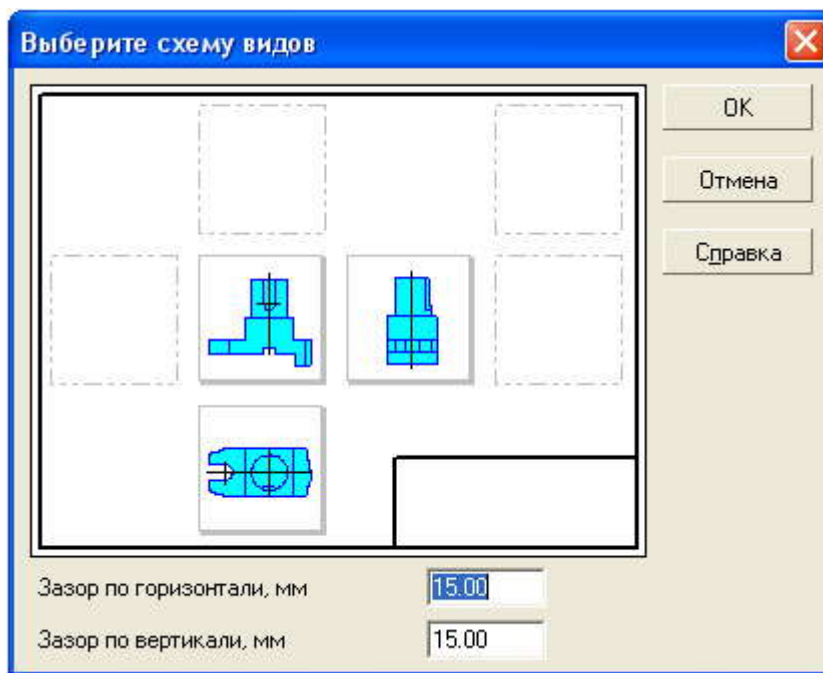 Выберите схему видов
OK
Отмена
Справка
Зазор по горизонтали, мм 15.00
Зазор по вертикали, мм 15.00